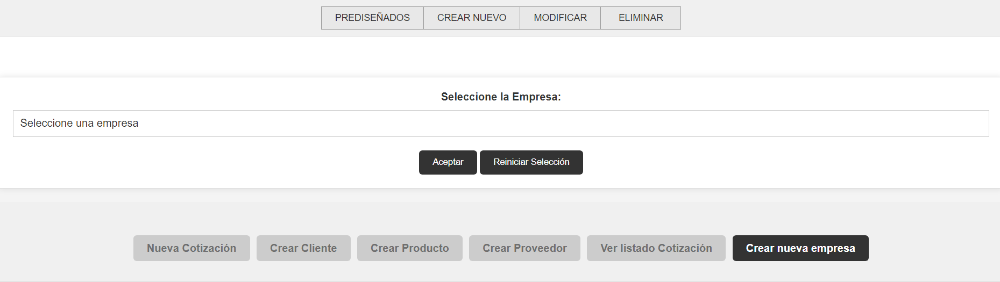 PREDISEÑADOS CREAR NUEVO MODIFICAR ELIMINAR
Seleccione la Empresa:
Seleccione una empresa
Aceptar Reiniciar Selección
Nueva Cotización Crear Cliente Crear Producto Crear Proveedor Ver listado Cotización Crear nueva empresa